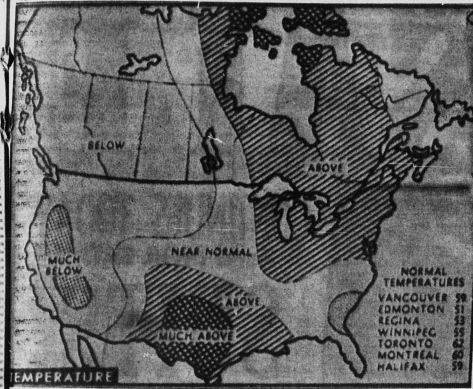 BELOW
ABOVE
MUCH
BELOW
NEAR NORMAL
ABOVE
MUCH ABOVE
NORMAL
TEMPERATURES
VANCOUVER 59
EDMONTON 51
REGINA 53
WINNIPEG 55
TORONTO 62
MONTREAL 60
HALIFAX 59
TEMPERATURE